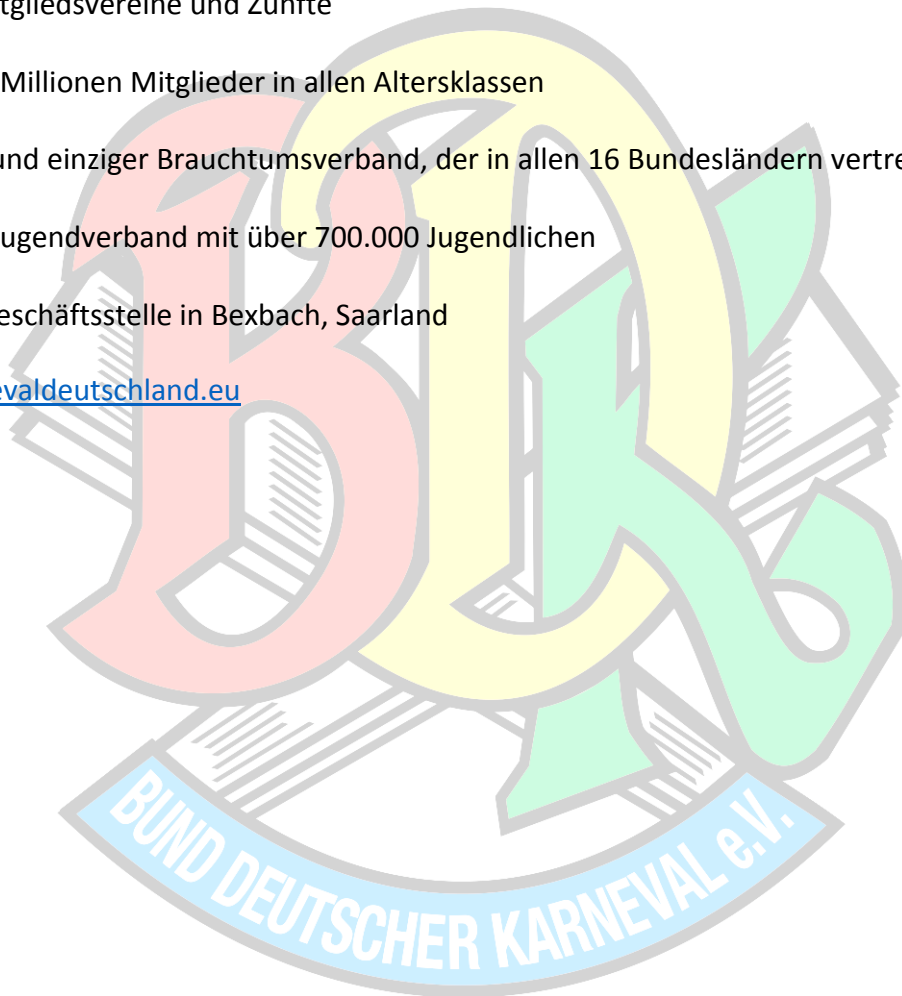 tgliedsvereine und Zünfte
Millionen Mitglieder in allen Altersklassen
und einziger Brauchtumsverband, der in allen 16 Bundesländern vertre
ugendverband mit über 700.000 Jugendlichen
eschäftsstelle in Bexbach, Saarland
evaldeutschland.eu
BDK
BUND DEUTSCHER KARNEVAL e.V.